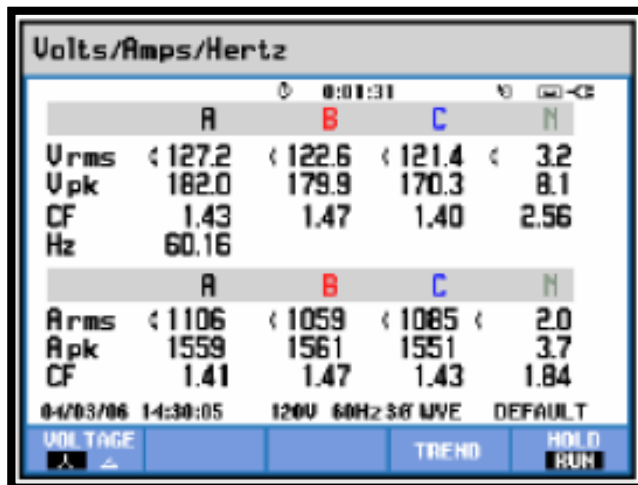 Volts/Amps/Hertz
0:01:31
A B C N
Vrms 127.2 122.6 121.4 3.2
Vpk 182.0 179.9 170.3 8.1
CF 1.43 1.47 1.40 2.56
Hz 60.16
A B C N
Arms 1106 1059 1085 2.0
Apk 1559 1561 1551 3.7
CF 1.41 1.47 1.43 1.84
04/03/06 14:30:05 120V 60Hz 3Ø WYE DEFAULT
VOLTAGE TREND HOLD
RUN